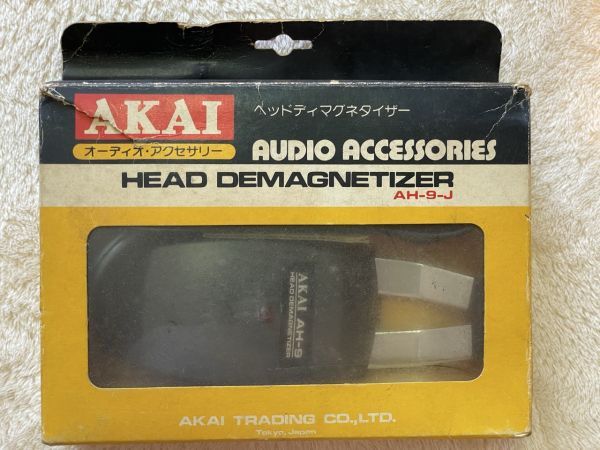 AKAI
ヘッドディマグネタイザー
オーディオ・アクセサリー
AUDIO ACCESSORIES
HEAD DEMAGNETIZER
AH-9-J
AKAI AH-9
HEAD DEMAGNETIZER
AKAI TRADING CO.,LTD.
Tokyo, Japan